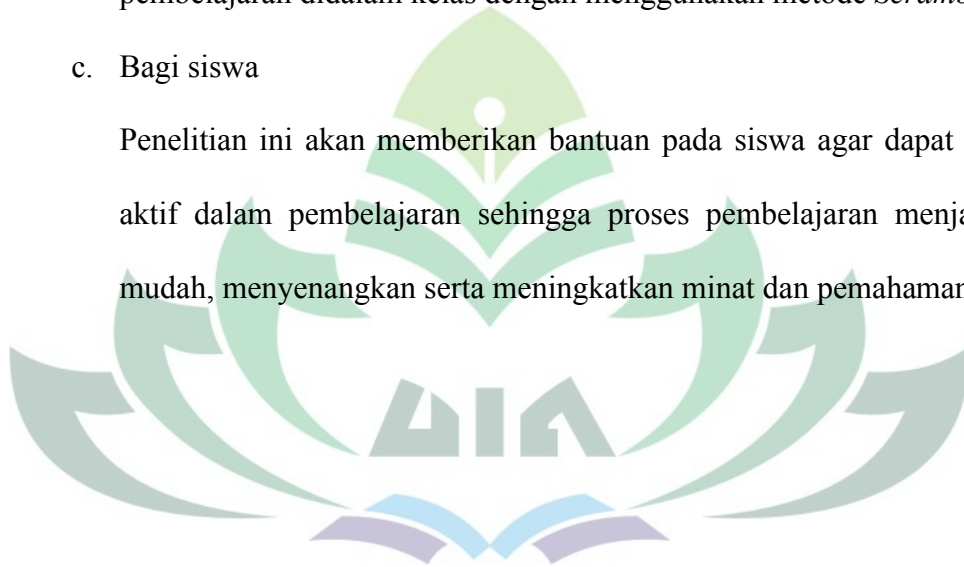 pembelajaran didalam kelas dengan menggunakan metode
c. Bagi siswa
Penelitian ini akan memberikan bantuan pada siswa agar dapat
aktif dalam pembelajaran sehingga proses pembelajaran
mudah, menyenangkan serta meningkatkan minat dan pemahaman
UIN